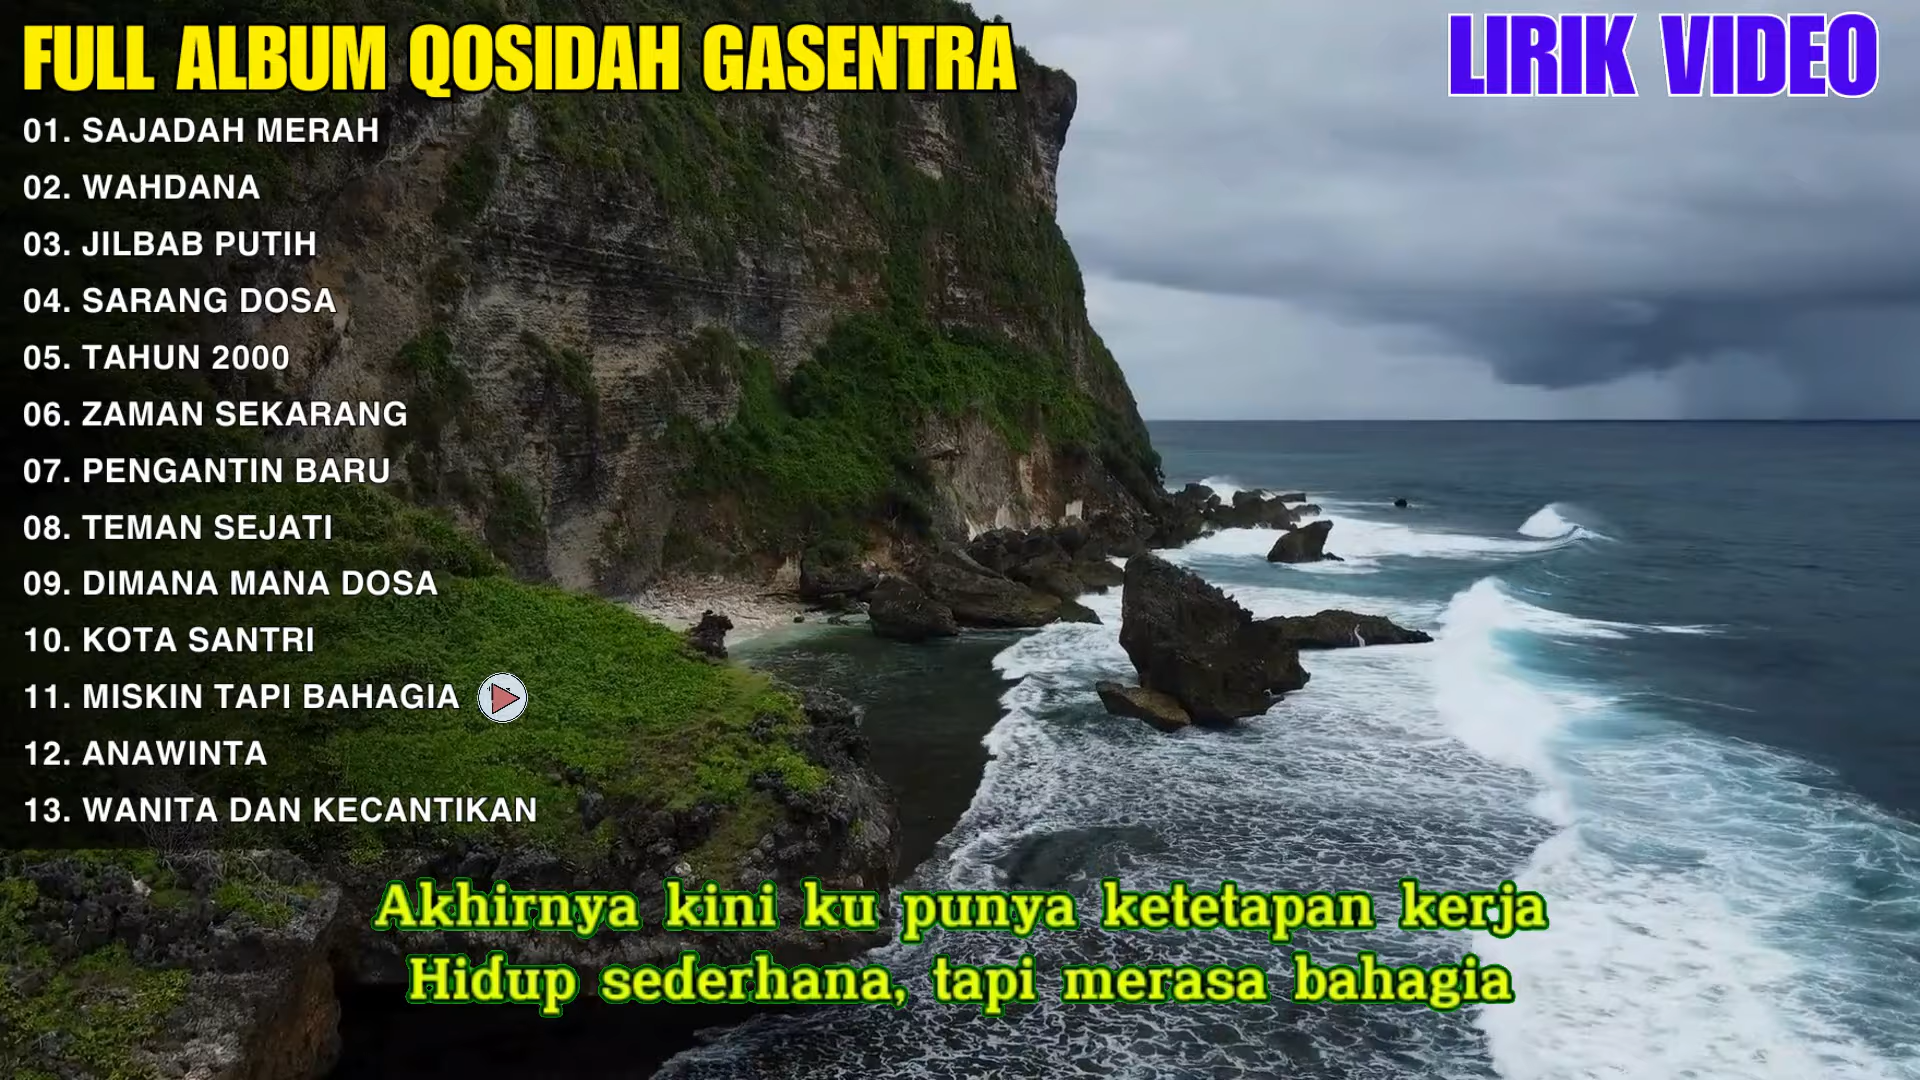 FULL ALBUM QOSIDAH GASENTRA
LIRIK VIDEO
01. SAJADAH MERAH
02. WAHDANA
03. JILBAB PUTIH
04. SARANG DOSA
05. TAHUN 2000
06. ZAMAN SEKARANG
07. PENGANTIN BARU
08. TEMAN SEJATI
09. DIMANA MANA DOSA
10. KOTA SANTRI
11. MISKIN TAPI BAHAGIA
12. ANAWINTA
13. WANITA DAN KECANTIKAN
Akhirnya kini ku punya ketetapan kerja
Hidup sederhana, tapi merasa bahagia